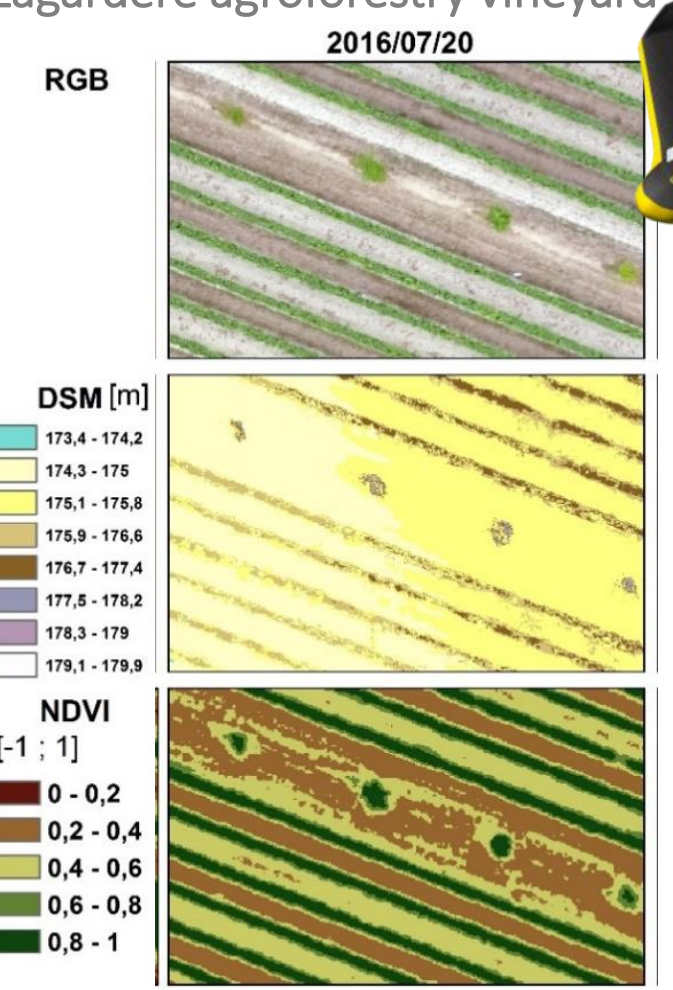 Lagardère agroforestry vineyard
2016/07/20
RGB
DSM [m]
173,4 - 174,2
174,3 - 175
175,1 - 175,8
175,9 - 176,6
176,7 - 177,4
177,5 - 178,2
178,3 - 179
179,1 - 179,9
NDVI
[-1 ; 1]
0 - 0,2
0,2 - 0,4
0,4 - 0,6
0,6 - 0,8
0,8 - 1